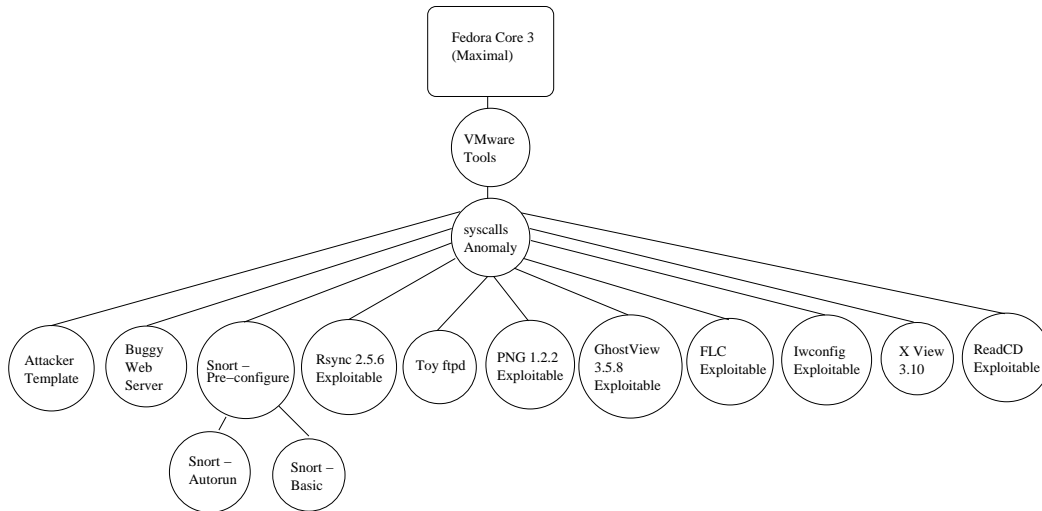 Fedora Core 3
(Maximal)
VMware
Tools
syscalls
Anomaly
Attacker
Template
Buggy
Web
Server
Snort –
Pre–configure
Rsync 2.5.6
Exploitable
Toy ftpd
PNG 1.2.2
Exploitable
GhostView
3.5.8
Exploitable
FLC
Exploitable
Iwconfig
Exploitable
X View
3.10
ReadCD
Exploitable
Snort –
Autorun
Snort –
Basic